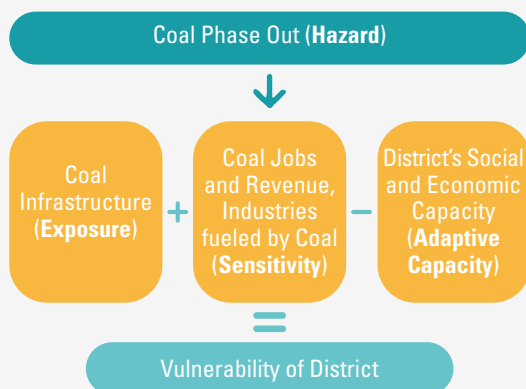 Coal Phase Out (Hazard)
Coal
Infrastructure
(Exposure)
+
Coal Jobs
and Revenue,
Industries
fueled by Coal
(Sensitivity)
−
District's Social
and Economic
Capacity
(Adaptive
Capacity)
=
Vulnerability of District